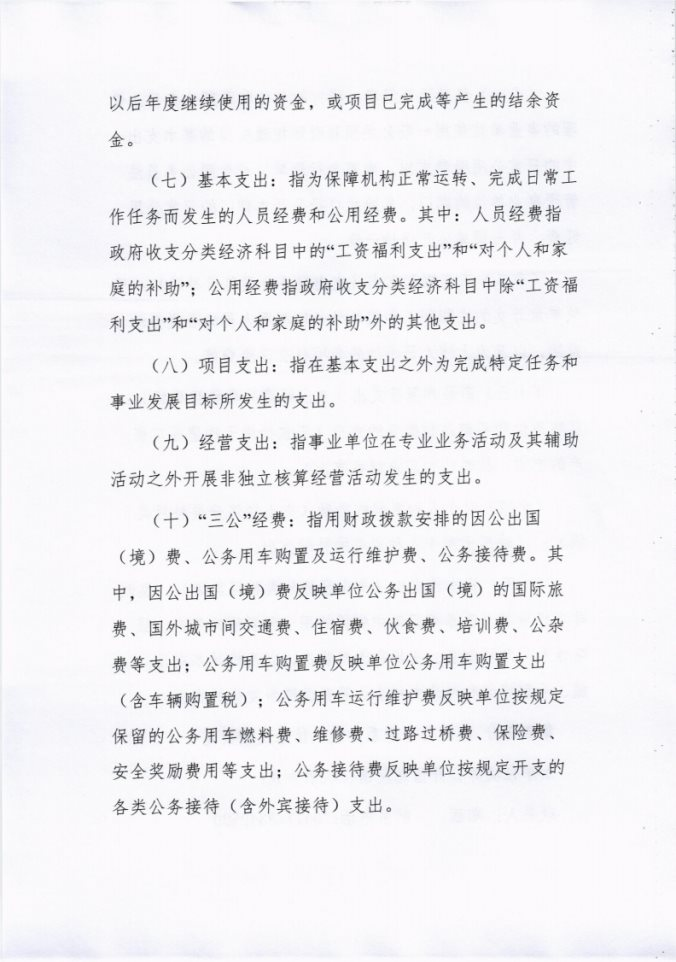 以后年度继续使用的资金，或项目已完成等产生的结余资
金。
（七）基本支出：指为保障机构正常运转、完成日常工
作任务而发生的人员经费和公用经费。其中：人员经费指
政府收支分类经济科目中的“工资福利支出”和“对个人和家
庭的补助”；公用经费指政府收支分类经济科目中除“工资福
利支出”和“对个人和家庭的补助”外的其他支出。
（八）项目支出：指在基本支出之外为完成特定任务和
事业发展目标所发生的支出。
（九）经营支出：指事业单位在专业业务活动及其辅助
活动之外开展非独立核算经营活动发生的支出。
（十）“三公”经费：指用财政拨款安排的因公出国
（境）费、公务用车购置及运行维护费、公务接待费。其
中，因公出国（境）费反映单位公务出国（境）的国际旅
费、国外城市间交通费、住宿费、伙食费、培训费、公杂
费等支出；公务用车购置费反映单位公务用车购置支出
（含车辆购置税）；公务用车运行维护费反映单位按规定
保留的公务用车燃料费、维修费、过路过桥费、保险费、
安全奖励费用等支出；公务接待费反映单位按规定开支的
各类公务接待（含外宾接待）支出。